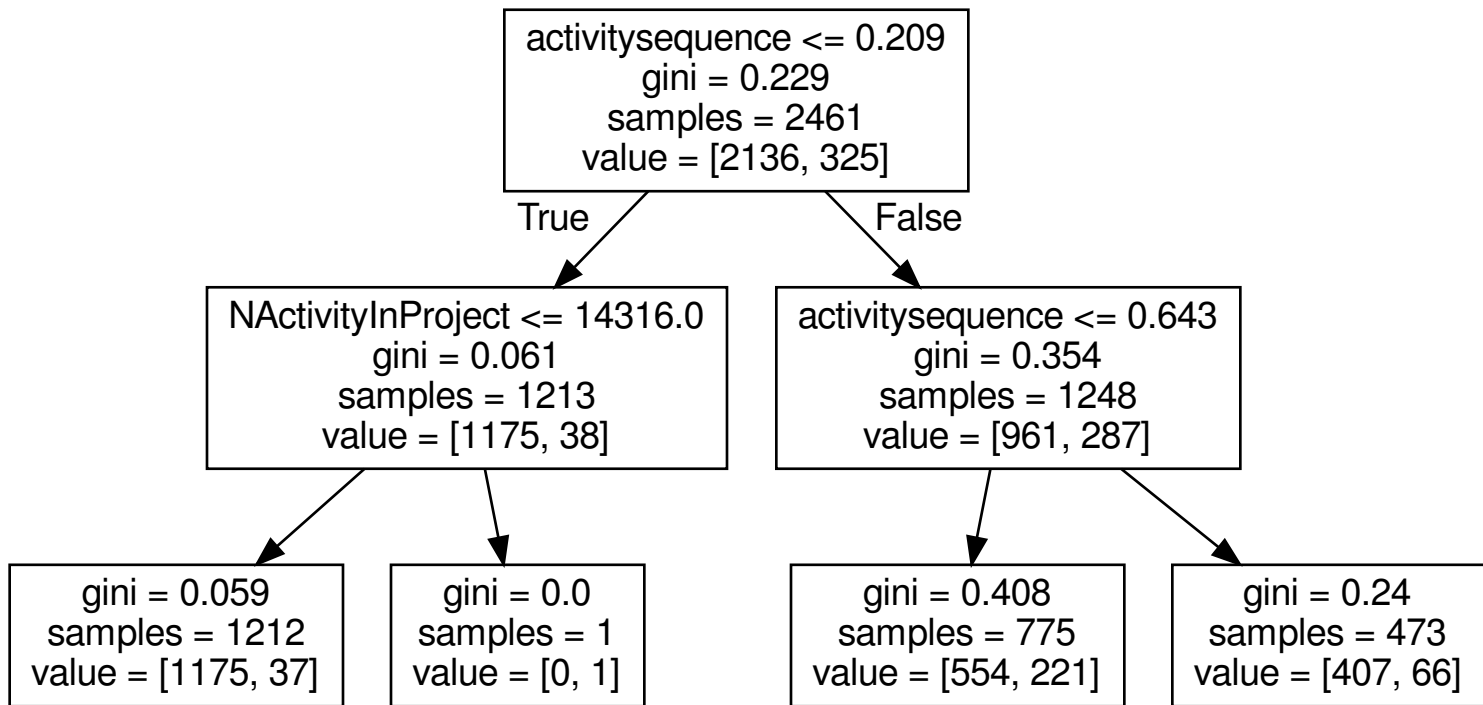 activitysequence <= 0.209
gini = 0.229
samples = 2461
value = [2136, 325]
True
False
NActivityInProject <= 14316.0
gini = 0.061
samples = 1213
value = [1175, 38]
activitysequence <= 0.643
gini = 0.354
samples = 1248
value = [961, 287]
gini = 0.059
samples = 1212
value = [1175, 37]
gini = 0.0
samples = 1
value = [0, 1]
gini = 0.408
samples = 775
value = [554, 221]
gini = 0.24
samples = 473
value = [407, 66]